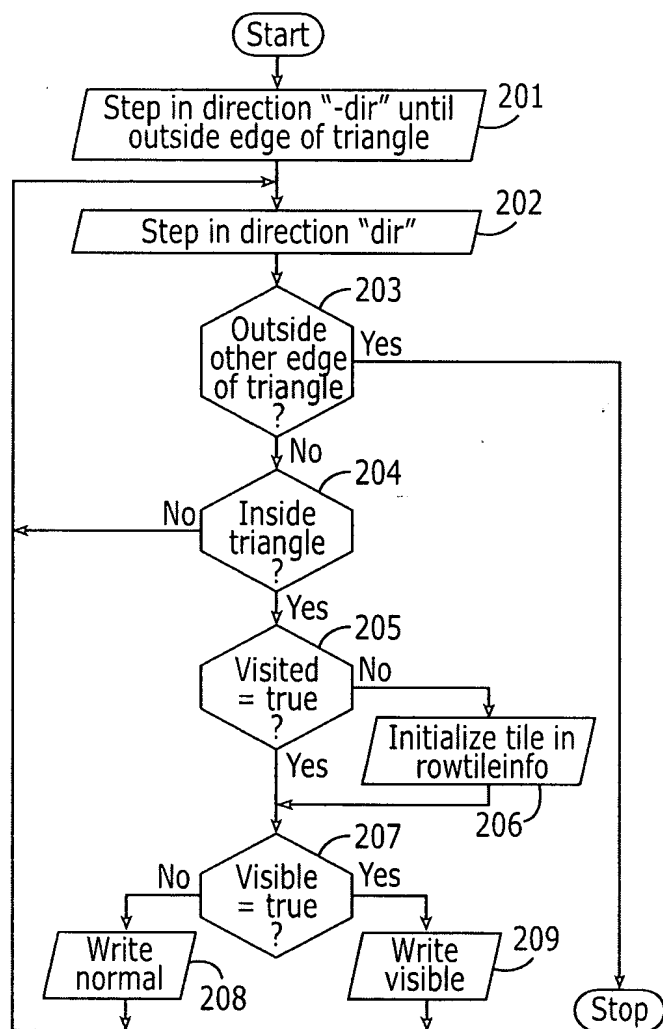 Start
Step in direction "-dir" until
outside edge of triangle
201
Step in direction "dir"
202
203
Outside
other edge
of triangle
?
Yes
No
204
No
Inside
triangle
?
Yes
205
Visited
= true
?
No
Yes
Initialize tile in
rowtileinfo
206
207
No
Visible
= true
?
Yes
Write
normal
208
Write
visible
209
Stop